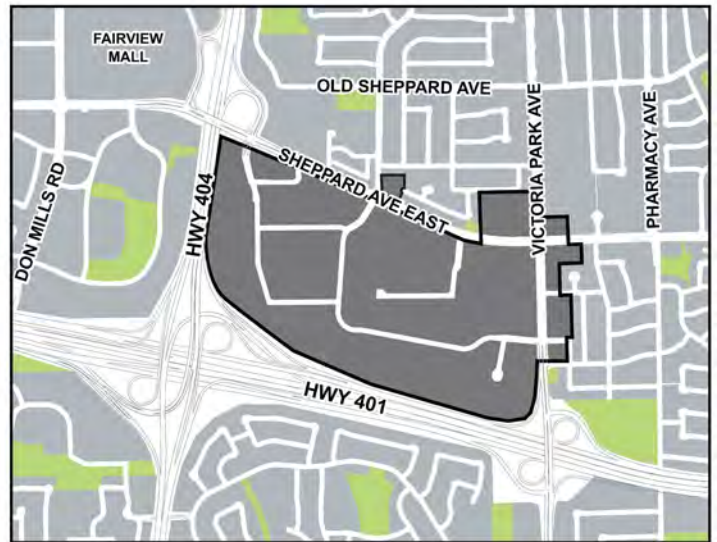 FAIRVIEW
MALL
OLD SHEPPARD AVE
SHEPPARD AVE EAST
VICTORIA PARK AVE
PHARMACY AVE
DON MILLS RD
HWY 404
HWY 401